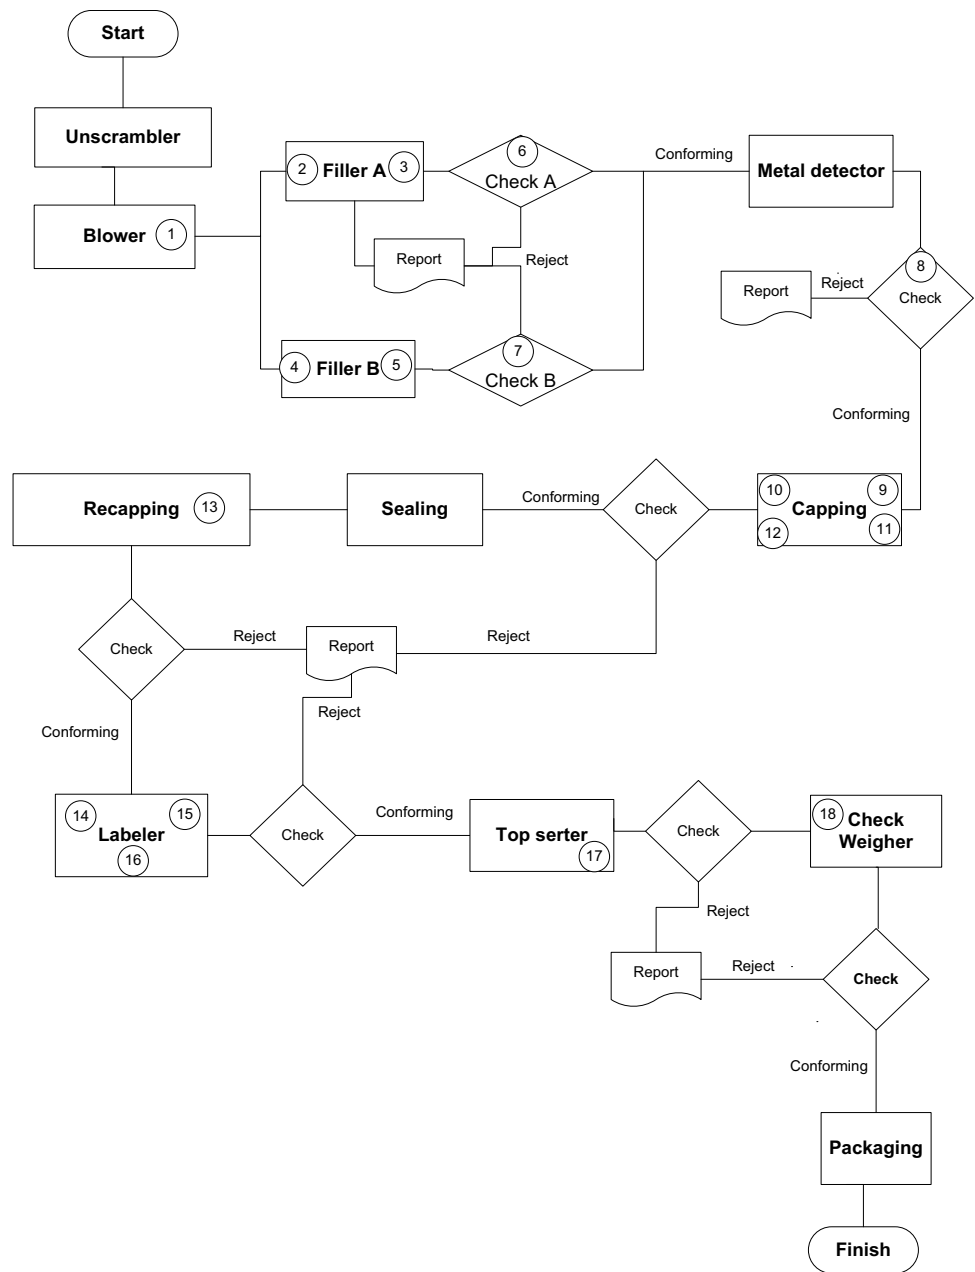 Start
Unscrambler
Blower
1
2
Filler A
3
6
Check A
Conforming
Metal detector
Report
Reject
4
Filler B
5
7
Check B
8
Check
Reject
Report
Conforming
Recapping
13
Sealing
Conforming
Check
10
9
Capping
12
11
Check
Reject
Report
Reject
Reject
Conforming
14
15
Labeler
16
Check
Conforming
Top serter
17
Check
18
Check
Weigher
Reject
Report
Reject
Check
Conforming
Packaging
Finish